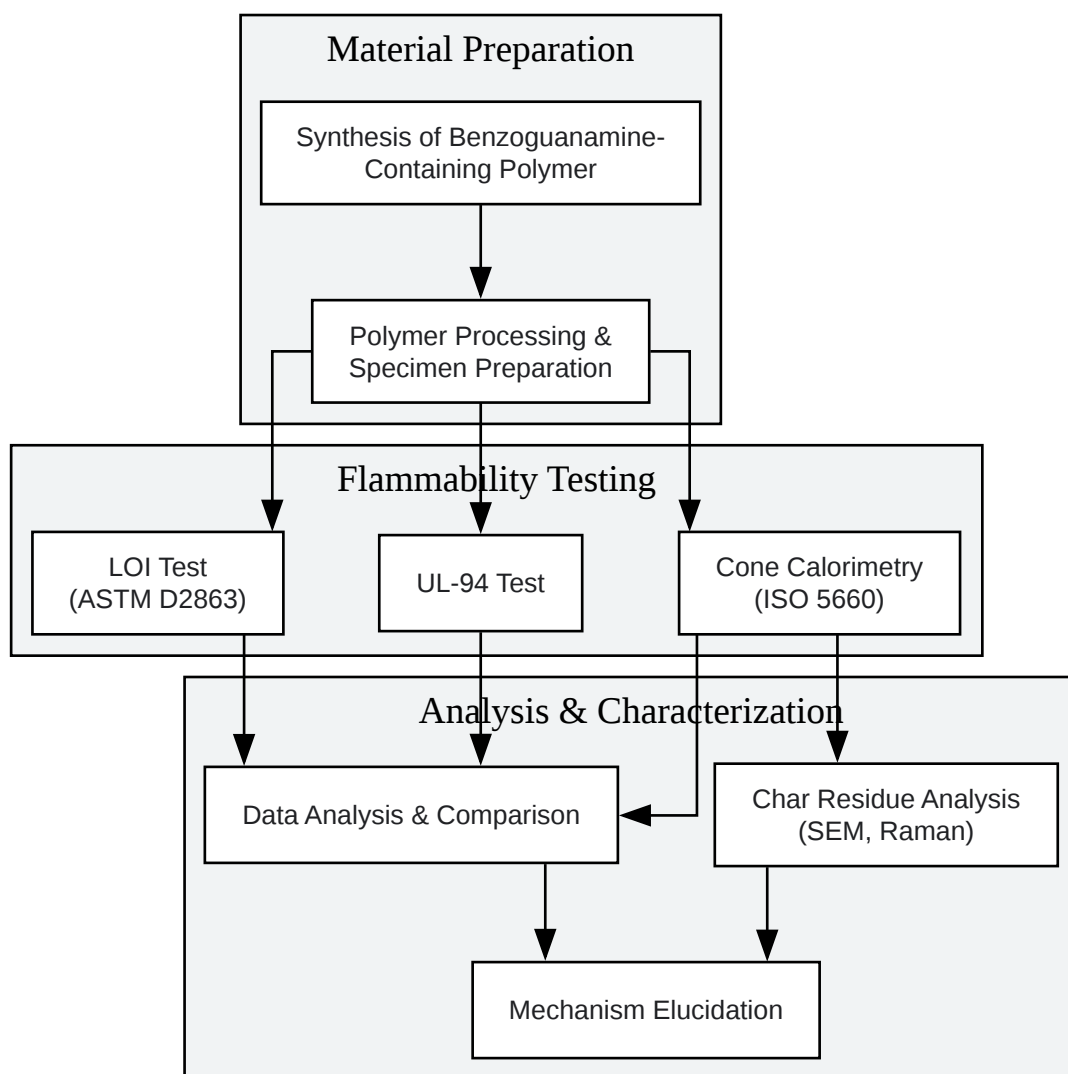 Material Preparation
Synthesis of Benzoguanamine-
Containing Polymer
Polymer Processing &
Specimen Preparation
Flammability Testing
LOI Test
(ASTM D2863)
UL-94 Test
Cone Calorimetry
(ISO 5660)
Analysis & Characterization
Data Analysis & Comparison
Char Residue Analysis
(SEM, Raman)
Mechanism Elucidation